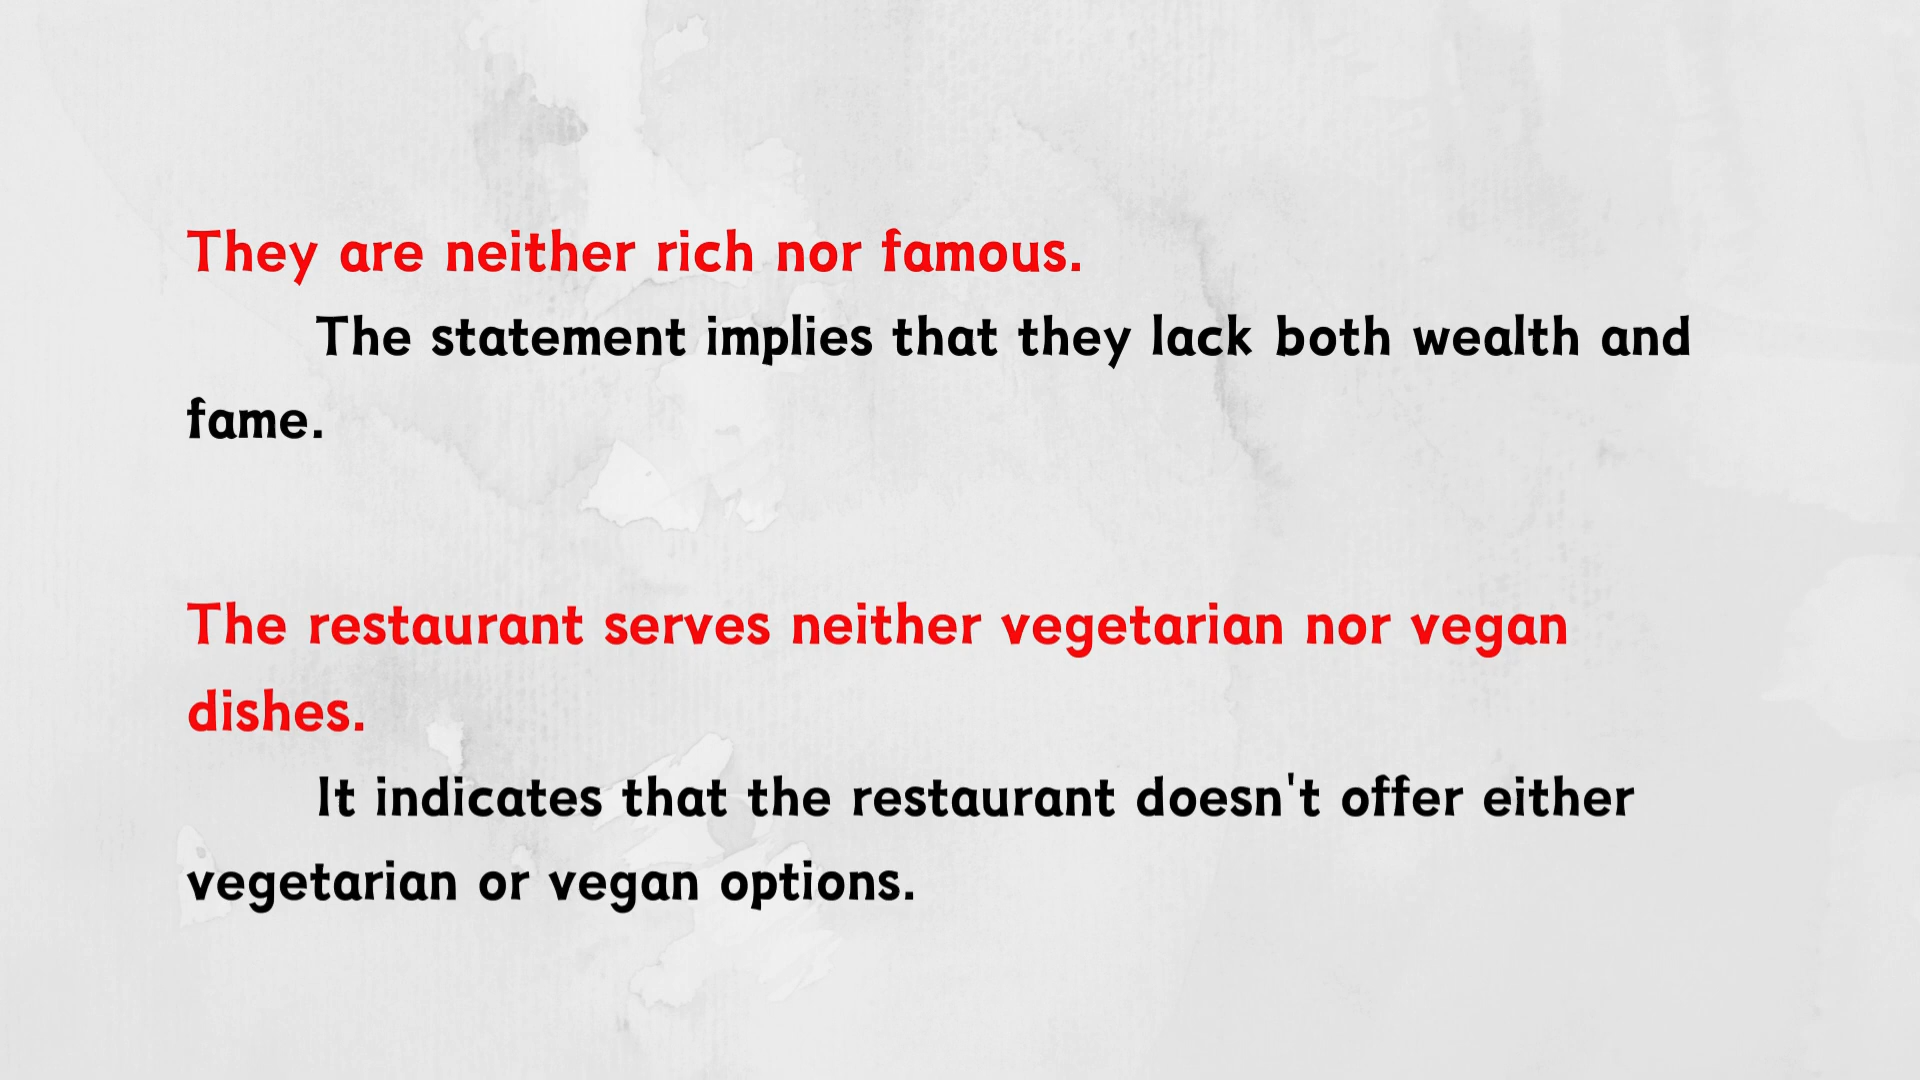 They are neither rich nor famous.
The statement implies that they lack both wealth and
fame.
The restaurant serves neither vegetarian nor vegan
dishes.
It indicates that the restaurant doesn't offer either
vegetarian or vegan options.